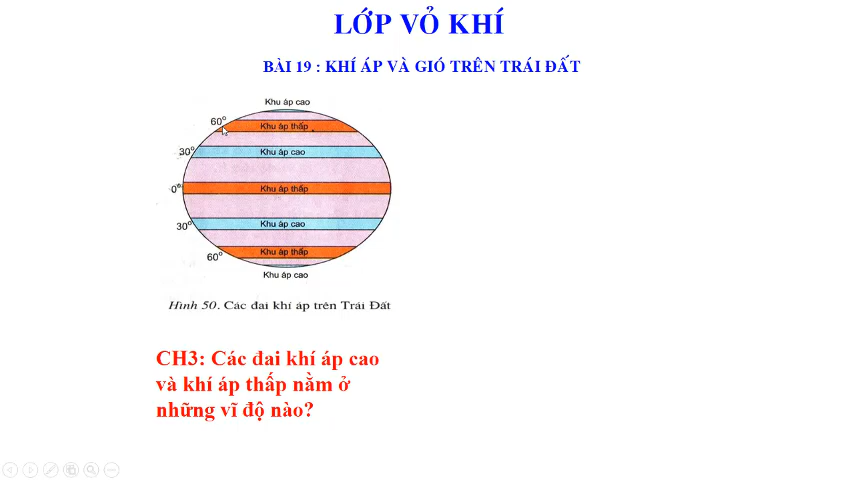 LỚP VỎ KHÍ
BÀI 19 : KHÍ ÁP VÀ GIÓ TRÊN TRÁI ĐẤT
Khu áp cao
60°
Khu áp thấp
30°
Khu áp cao
0°
Khu áp thấp
30°
Khu áp cao
60°
Khu áp thấp
Khu áp cao
Hình 50. Các đai khí áp trên Trái Đất
CH3: Các đai khí áp cao
và khí áp thấp nằm ở
những vĩ độ nào?